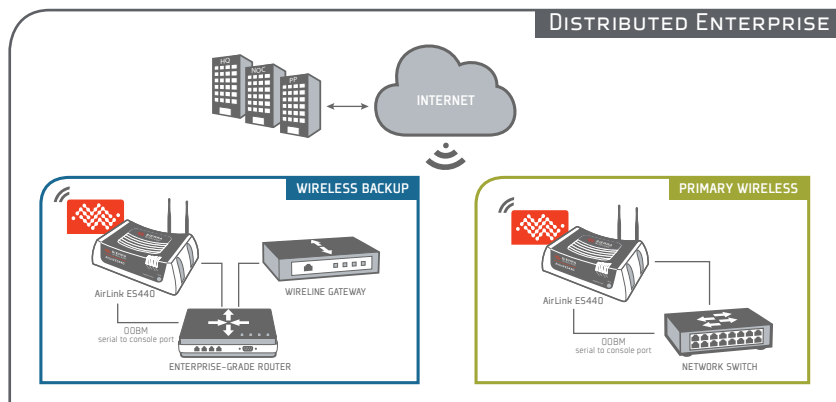 DISTRIBUTED ENTERPRISE
HQ
NOC
PP
INTERNET
WIRELESS BACKUP
AirLink ES440
WIRELINE GATEWAY
OOBM
serial to console port
ENTERPRISE-GRADE ROUTER
PRIMARY WIRELESS
AirLink ES440
OOBM
serial to console port
NETWORK SWITCH